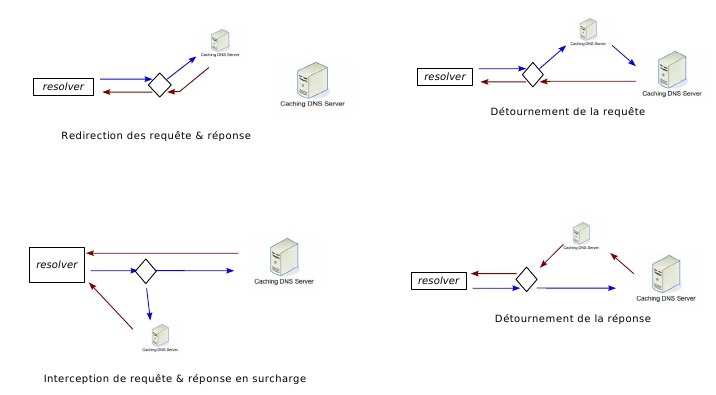 Caching DNS Server
resolver
Caching DNS Server
Redirection des requête & réponse
Caching DNS Server
resolver
Caching DNS Server
Détournement de la requête
resolver
Caching DNS Server
Caching DNS Server
Interception de requête & réponse en surcharge
Caching DNS Server
resolver
Caching DNS Server
Détournement de la réponse